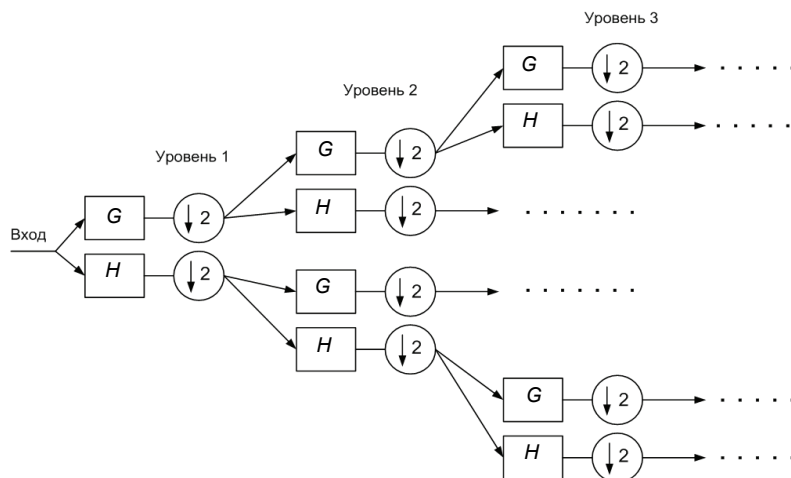 Уровень 3
G ↓ 2 . . . . .
Уровень 2
H ↓ 2 . . . . . .
Уровень 1
G ↓ 2
G ↓ 2
H ↓ 2 . . . . . . .
Вход
H ↓ 2
G ↓ 2 . . . . . . .
H ↓ 2
G ↓ 2 . . . . .
H ↓ 2 . . . . .